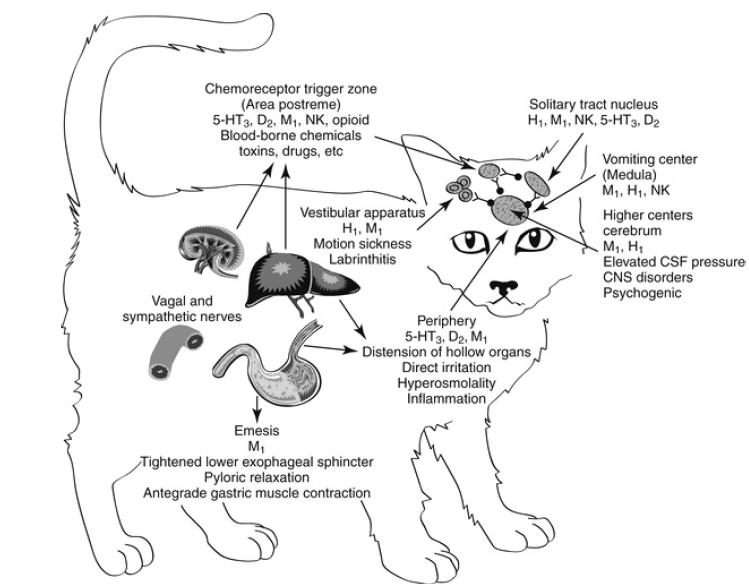 Chemoreceptor trigger zone
(Area postreme)
5-HT₃, D₂, M₁, NK, opioid
Blood-borne chemicals
toxins, drugs, etc
Solitary tract nucleus
H₁, M₁, NK, 5-HT₃, D₂
Vomiting center
(Medula)
M₁, H₁, NK
Vestibular apparatus
H₁, M₁
Motion sickness
Labrinthitis
Higher centers
cerebrum
M₁, H₁
Elevated CSF pressure
CNS disorders
Psychogenic
Vagal and
sympathetic nerves
Periphery
5-HT₃, D₂, M₁
Distension of hollow organs
Direct irritation
Hyperosmolality
Inflammation
Emesis
M₁
Tightened lower exophageal sphincter
Pyloric relaxation
Antegrade gastric muscle contraction